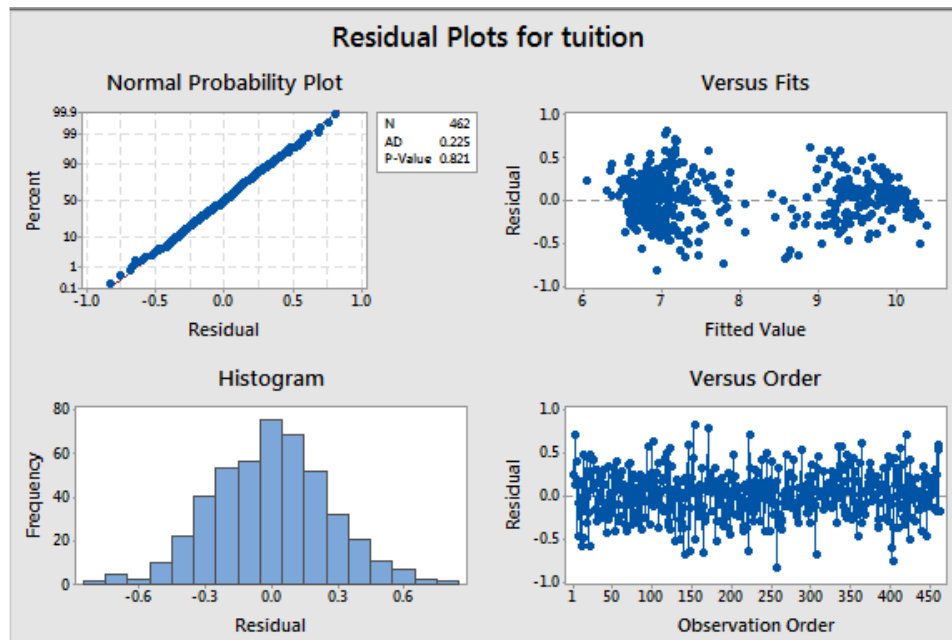 Residual Plots for tuition
Normal Probability Plot
99.9
99
90
50
10
1
0.1
Percent
-1.0 -0.5 0.0 0.5 1.0
Residual
N 462
AD 0.225
P-Value 0.821
Versus Fits
1.0
0.5
0.0
-0.5
-1.0
Residual
6 7 8 9 10
Fitted Value
Histogram
80
60
40
20
0
Frequency
-0.6 -0.3 0.0 0.3 0.6
Residual
Versus Order
1.0
0.5
0.0
-0.5
-1.0
Residual
1 50 100 150 200 250 300 350 400 450
Observation Order